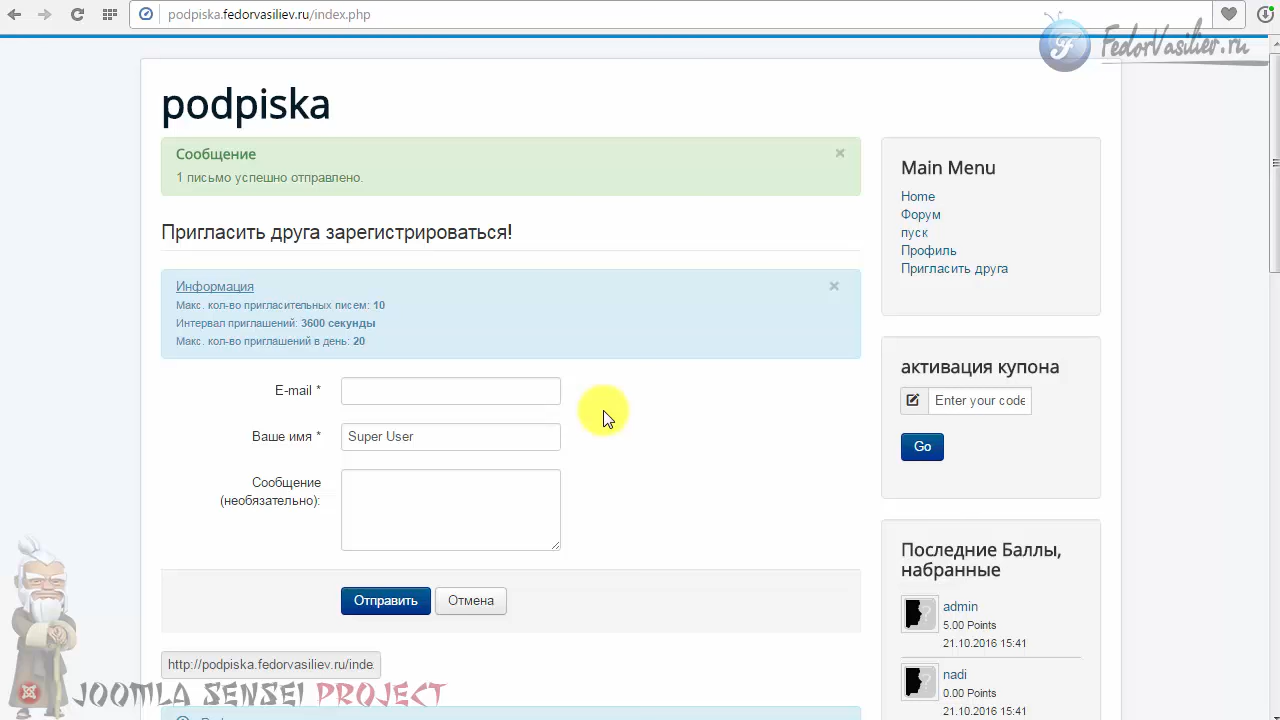 podpiska.fedorvasiliev.ru/index.php
FedorVasiliev.ru
podpiska
Сообщение
1 письмо успешно отправлено.
Пригласить друга зарегистрироваться!
Информация
Макс. кол-во пригласительных писем: 10
Интервал приглашений: 3600 секунды
Макс. кол-во приглашений в день: 20
E-mail *
Ваше имя *
Super User
Сообщение
(необязательно):
Отправить
Отмена
http://podpiska.fedorvasiliev.ru/inde
JOOMLA SENSEI PROJECT
Main Menu
Home
Форум
пуск
Профиль
Пригласить друга
активация купона
Enter your code
Go
Последние Баллы,
набранные
admin
5.00 Points
21.10.2016 15:41
nadi
0.00 Points
21.10.2016 15:41